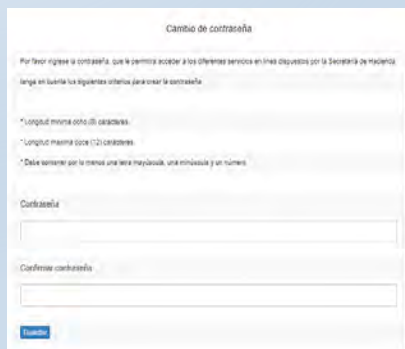 Cambio de contraseña
Por favor ingrese la contraseña, que le permitirá acceder a los diferentes servicios en línea dispuestos por la Secretaría de Hacienda
tenga en cuenta los siguientes criterios para crear la contraseña
* Longitud mínima ocho (8) caracteres.
* Longitud máxima doce (12) caracteres.
* Debe contener por lo menos una letra mayúscula, una minúscula y un número.
Contraseña
Confirmar contraseña
Guardar